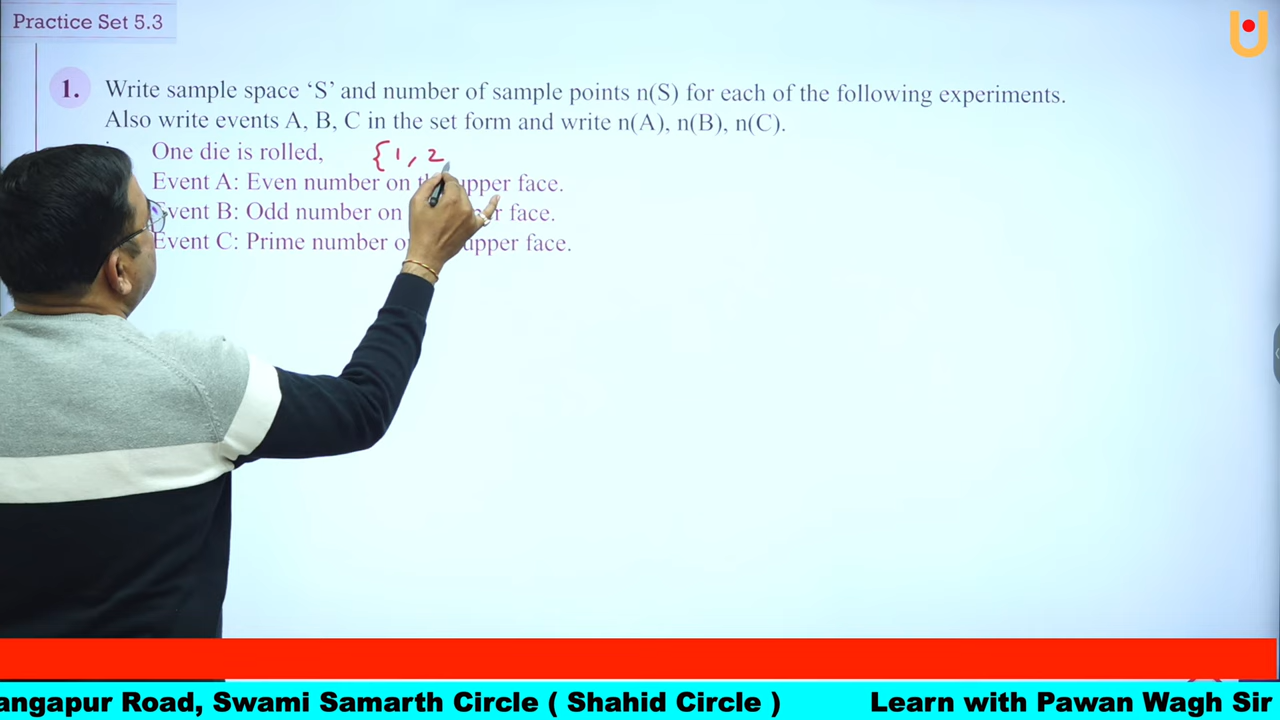 Practice Set 5.3
1. Write sample space ‘S’ and number of sample points n(S) for each of the following experiments.
Also write events A, B, C in the set form and write n(A), n(B), n(C).
One die is rolled, {1, 2
Event A: Even number on upper face.
Event B: Odd number on face.
Event C: Prime number upper face.
angapur Road, Swami Samarth Circle ( Shahid Circle ) Learn with Pawan Wagh Sir